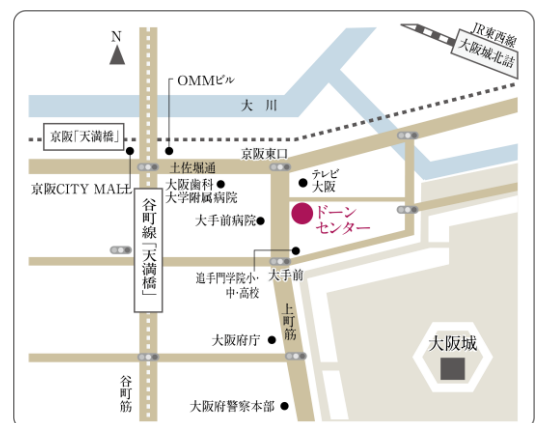 N
JR東西線
大阪城北詰
OMMビル
大 川
京阪「天満橋」
京阪東口
土佐堀通
京阪CITY MALL
大阪歯科
大学附属病院
テレビ
大阪
大手前病院
ドーン
センター
谷町線「天満橋」
追手門学院小・
中・高校
大手前
上町筋
大阪府庁
大阪城
谷町筋
大阪府警察本部